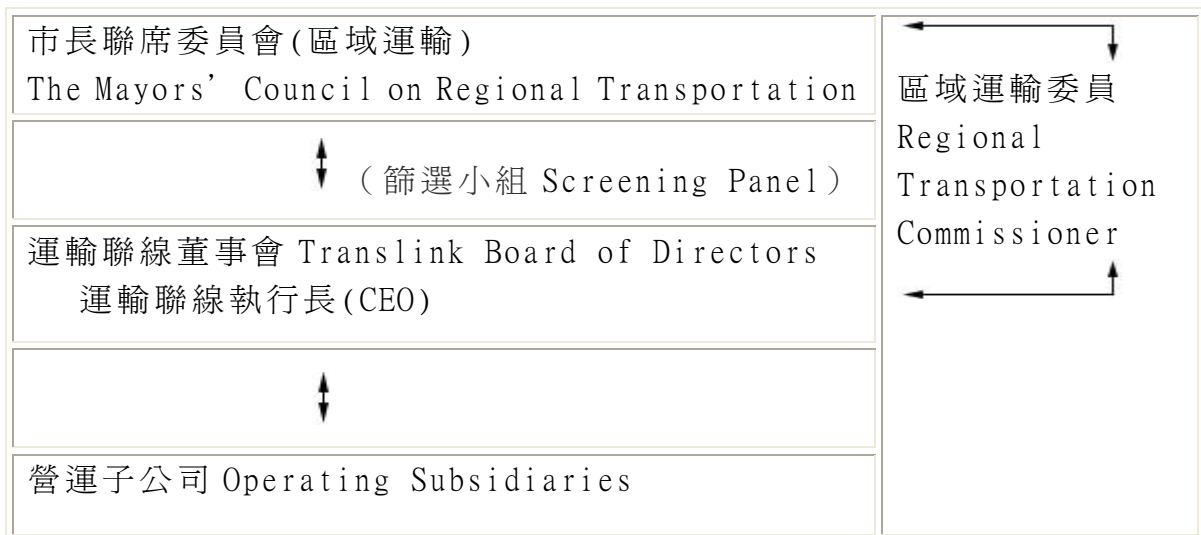 市長聯席委員會(區域運輸)
The Mayors’ Council on Regional Transportation
（篩選小組 Screening Panel）
運輸聯線董事會 Translink Board of Directors
運輸聯線執行長(CEO)
營運子公司 Operating Subsidiaries
區域運輸委員
Regional
Transportation
Commissioner